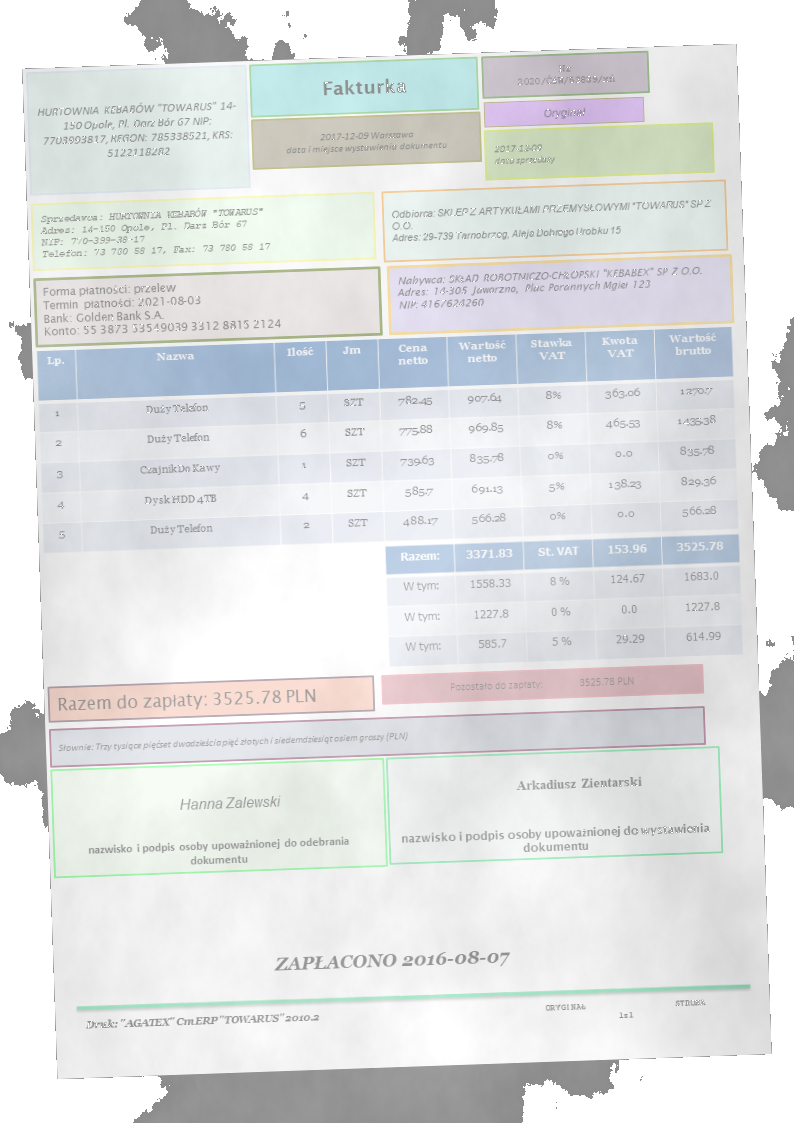 HURTOWNIA KEBABÓW "TOWARUS" 14-
150 Opole, Pl. Darz Bór 67 NIP:
7703993817, REGON: 785338521, KRS:
5122118282
Fakturka
2017-12-09 Warszawa
data i miejsce wystawienia dokumentu
Oryginał
2017-12-09
data sprzedaży
Sprzedawca: HURTOWNIA KEBABÓW "TOWARUS"
Adres: 14-150 Opole, Pl. Darz Bór 67
NIP: 770-399-38-17
Telefon: 73 780 58 17, Fax: 73 780 58 17
Odbiorca: SKLEP Z ARTYKUŁAMI PRZEMYSŁOWYMI "TOWARUS" SP Z
O.O.
Adres: 29-739 Tarnobrzeg, Aleja Dobrego Urobku 15
Forma płatności: przelew
Termin płatności: 2021-08-03
Bank: Golden Bank S.A.
Konto: 55 3873 53549039 3312 8815 2124
Nabywca: SKŁAD ROBOTNICZO-CHŁOPSKI "KEBABEX" SP Z O.O.
Adres: 14-305 Jaworzno, Plac Porannych Mgieł 123
NIP: 4167624260
Lp. Nazwa Ilość Jm Cena netto Wartość netto Stawka VAT Kwota VAT Wartość brutto
1 Duży Telefon 5 SZT 782.45 907.64 8% 363.06 1270.7
2 Duży Telefon 6 SZT 775.88 969.85 8% 465.53 1435.38
3 Czajnik Do Kawy 1 SZT 739.63 835.78 0% 0.0 835.78
4 Dysk HDD 4TB 4 SZT 585.7 691.13 5% 138.23 829.36
5 Duży Telefon 2 SZT 488.17 566.28 0% 0.0 566.28
Razem: 3371.83 St. VAT 153.96 3525.78
W tym: 1558.33 8 % 124.67 1683.0
W tym: 1227.8 0 % 0.0 1227.8
W tym: 585.7 5 % 29.29 614.99
Razem do zapłaty: 3525.78 PLN
Pozostało do zapłaty: 3525.78 PLN
Słownie: Trzy tysiące pięćset dwadzieścia pięć złotych i siedemdziesiąt osiem groszy (PLN)
Hanna Zalewski
nazwisko i podpis osoby upoważnionej do odebrania
dokumentu
Arkadiusz Zientarski
nazwisko i podpis osoby upoważnionej do wystawienia
dokumentu
ZAPŁACONO 2016-08-07
Druk: "AGATEX" CmERP "TOWARUS" 2010.2
ORYGINAŁ
STRONA
1z1